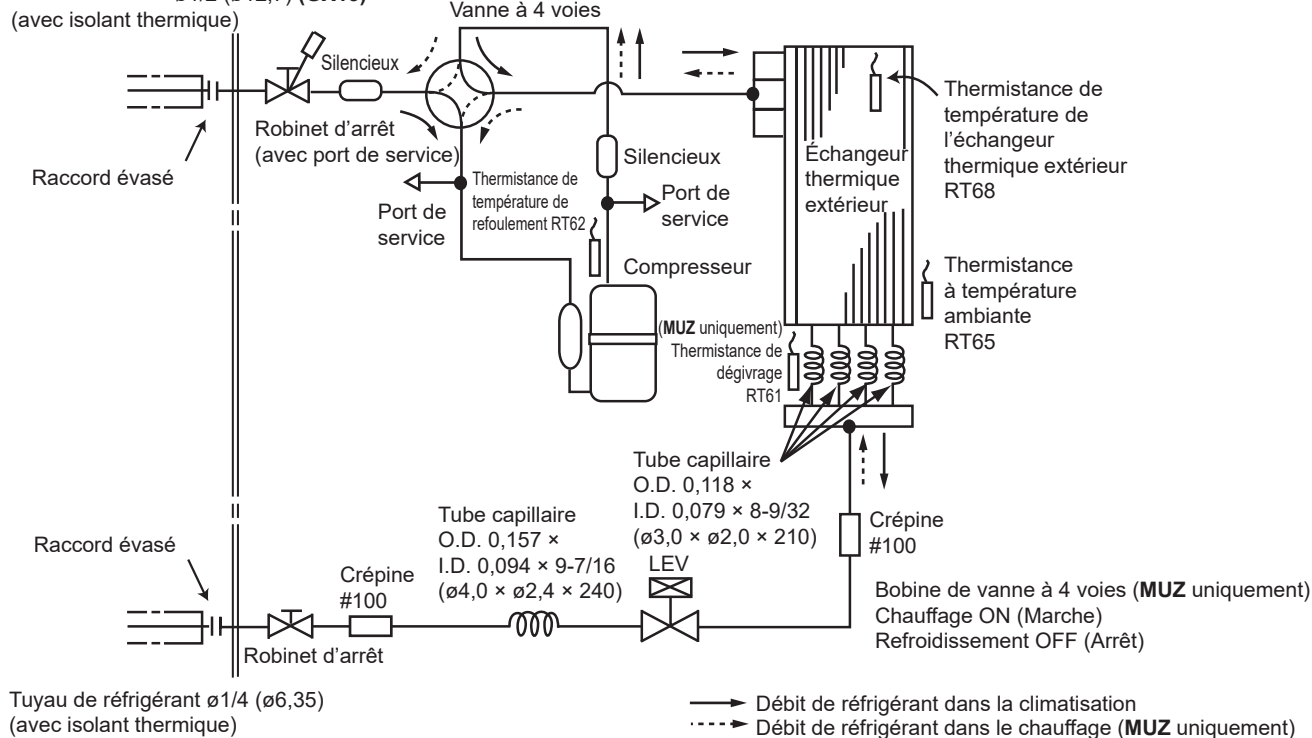 (avec isolant thermique)
Vanne à 4 voies
Silencieux
Robinet d'arrêt
(avec port de service)
Raccord évasé
Port de
service
Thermistance de
température de
refoulement RT62
Silencieux
Port de
service
Compresseur
Échangeur
thermique
extérieur
Thermistance de
température de
l'échangeur
thermique extérieur
RT68
Thermistance
à température
ambiante
RT65
(MUZ uniquement)
Thermistance de
dégivrage
RT61
Tube capillaire
O.D. 0,118 ×
I.D. 0,079 × 8-9/32
(ø3,0 × ø2,0 × 210)
LEV
Tube capillaire
O.D. 0,157 ×
I.D. 0,094 × 9-7/16
(ø4,0 × ø2,4 × 240)
Crépine
#100
Crépine
#100
Raccord évasé
Robinet d'arrêt
Bobine de vanne à 4 voies (MUZ uniquement)
Chauffage ON (Marche)
Refroidissement OFF (Arrêt)
Tuyau de réfrigérant ø1/4 (ø6,35)
(avec isolant thermique)
Débit de réfrigérant dans la climatisation
Débit de réfrigérant dans le chauffage (MUZ uniquement)